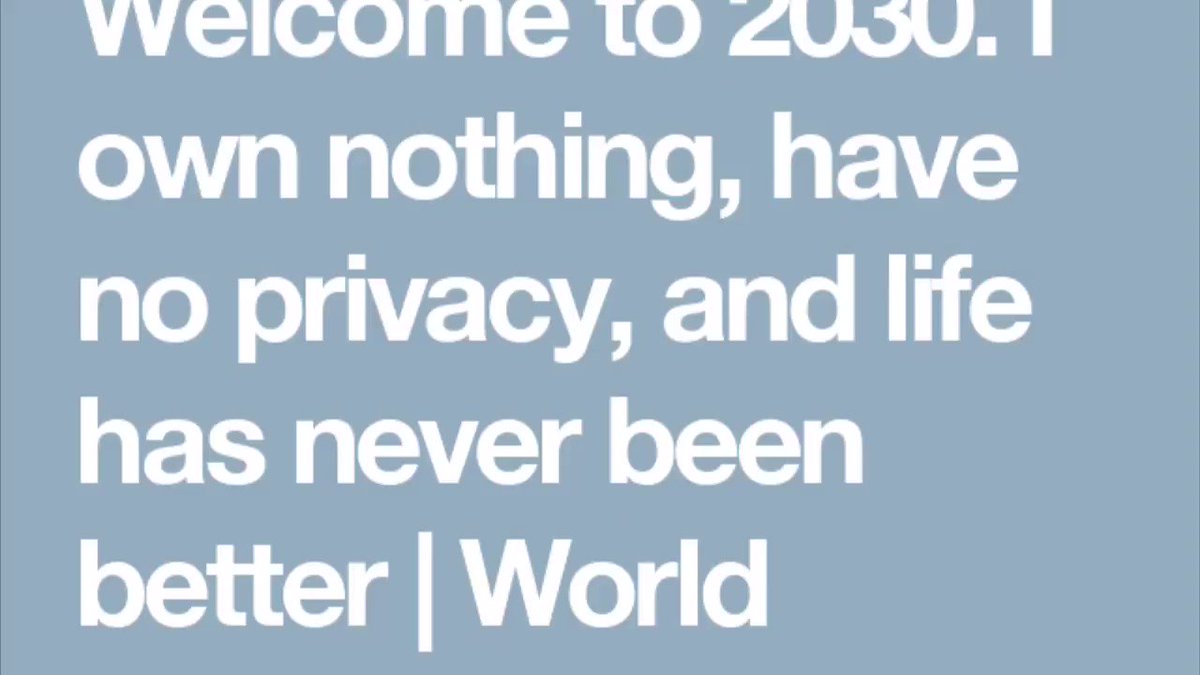 Welcome to 2030. I
own nothing, have
no privacy, and life
has never been
better | World